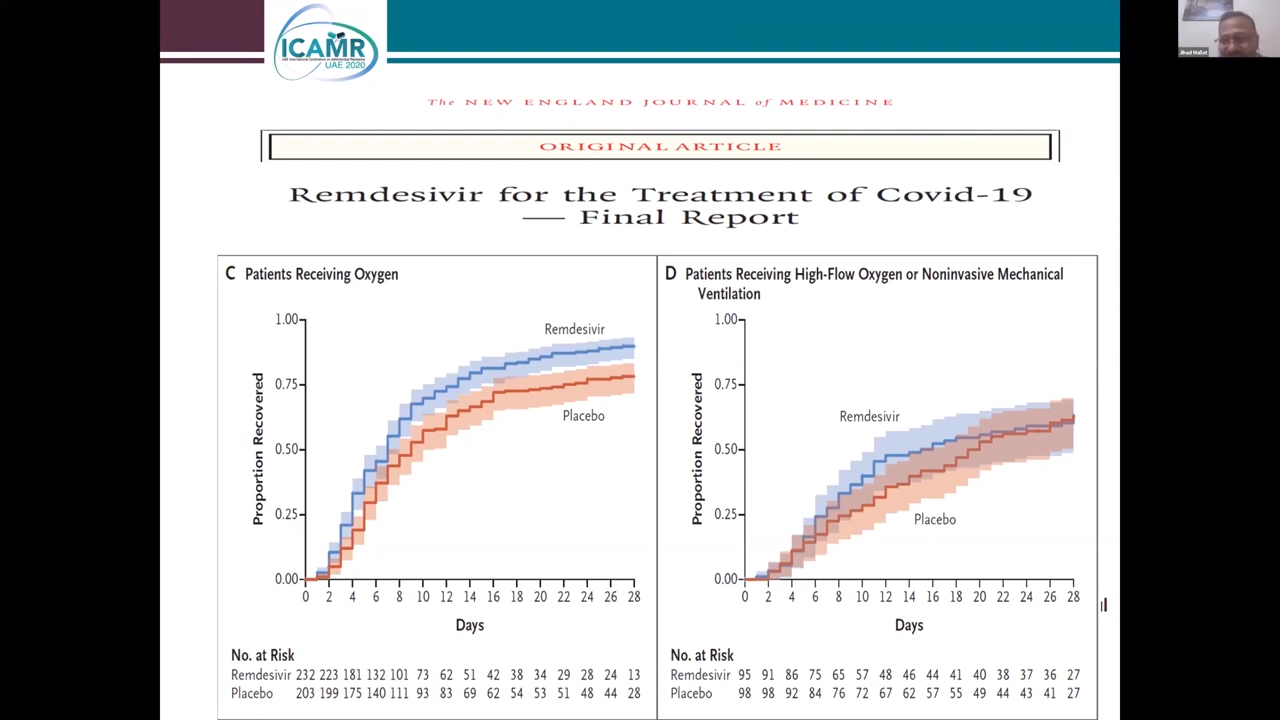 ICAMR
UAE 2020
Jihad Mallat
The NEW ENGLAND JOURNAL of MEDICINE
ORIGINAL ARTICLE
Remdesivir for the Treatment of Covid-19
— Final Report
C Patients Receiving Oxygen
1.00
0.75
0.50
0.25
0.00
Proportion Recovered
Remdesivir
Placebo
0 2 4 6 8 10 12 14 16 18 20 22 24 26 28
Days
No. at Risk
Remdesivir 232 223 181 132 101 73 62 51 42 38 34 29 28 24 13
Placebo 203 199 175 140 111 93 83 69 62 54 53 51 48 44 28
D Patients Receiving High-Flow Oxygen or Noninvasive Mechanical
Ventilation
1.00
0.75
0.50
0.25
0.00
Proportion Recovered
Remdesivir
Placebo
0 2 4 6 8 10 12 14 16 18 20 22 24 26 28
Days
No. at Risk
Remdesivir 95 91 86 75 65 57 48 46 44 41 40 38 37 36 27
Placebo 98 98 92 84 76 72 67 62 57 55 49 44 43 41 27